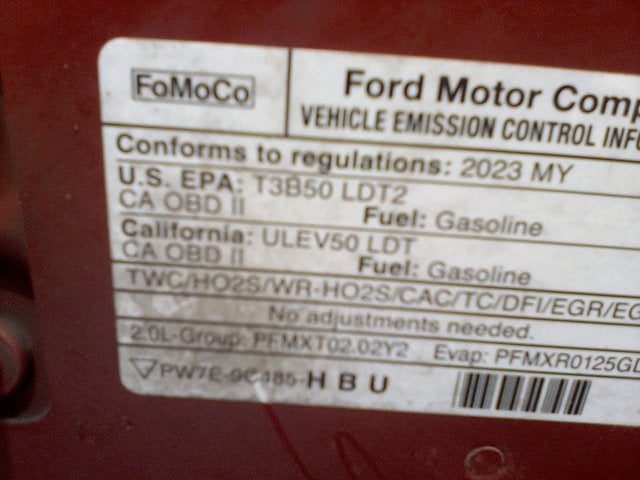 FoMoCo
Ford Motor Comp
VEHICLE EMISSION CONTROL INFO
Conforms to regulations: 2023 MY
U.S. EPA: T3B50 LDT2
CA OBD II Fuel: Gasoline
California: ULEV50 LDT
CA OBD II Fuel: Gasoline
TWC/HO2S/WR-HO2S/CAC/TC/DFI/EGR/EG
No adjustments needed.
2.0L-Group: PFMXT02.02Y2 Evap: PFMXR0125GD
PW7E-9C485-HBU